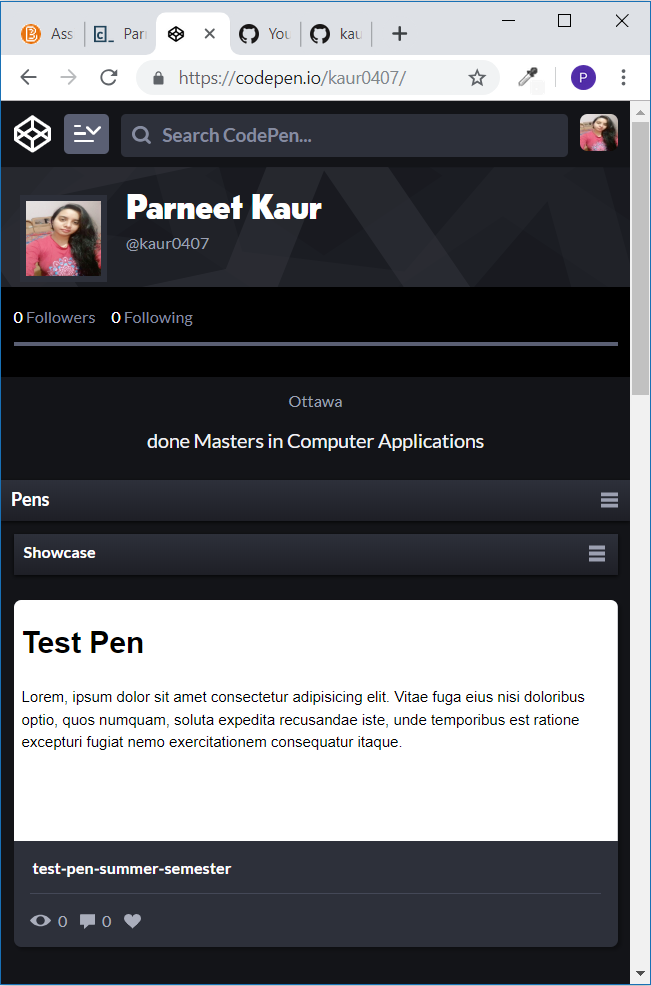 Ass
Par
You
kau
https://codepen.io/kaur0407/
P
Search CodePen...
Parneet Kaur
@kaur0407
0 Followers 0 Following
Ottawa
done Masters in Computer Applications
Pens
Showcase
Test Pen
Lorem, ipsum dolor sit amet consectetur adipisicing elit. Vitae fuga eius nisi doloribus
optio, quos numquam, soluta expedita recusandae iste, unde temporibus est ratione
excepturi fugiat nemo exercitationem consequatur itaque.
test-pen-summer-semester
0 0